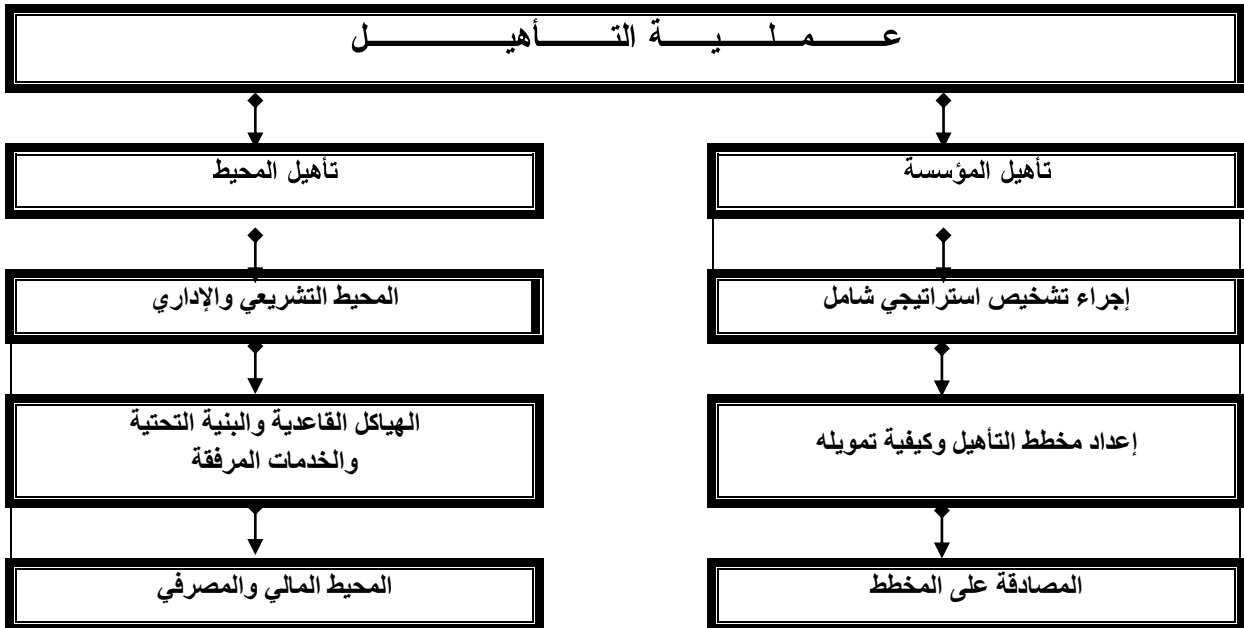 عملية التأهيل
تأهيل المؤسسة
تأهيل المحيط
إجراء تشخيص استراتيجي شامل
المحيط التشريعي والإداري
إعداد مخطط التأهيل وكيفية تمويله
الهياكل القاعدية والبنية التحتية
والخدمات المرفقة
المصادقة على المخطط
المحيط المالي والمصرفي